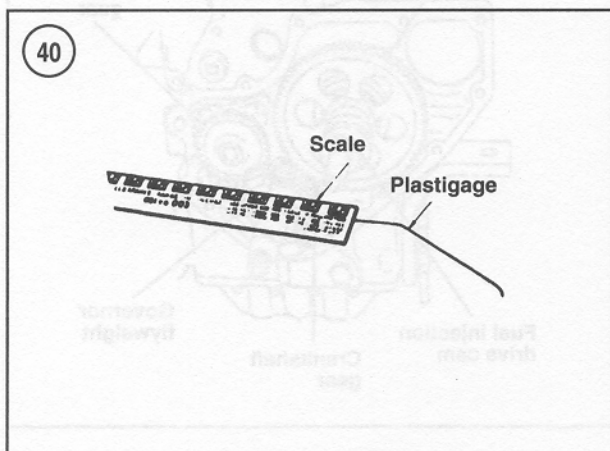 40
Scale
Plastigage
Governor
flyweight
Fuel injection
drive cam
Crankshaft
gear